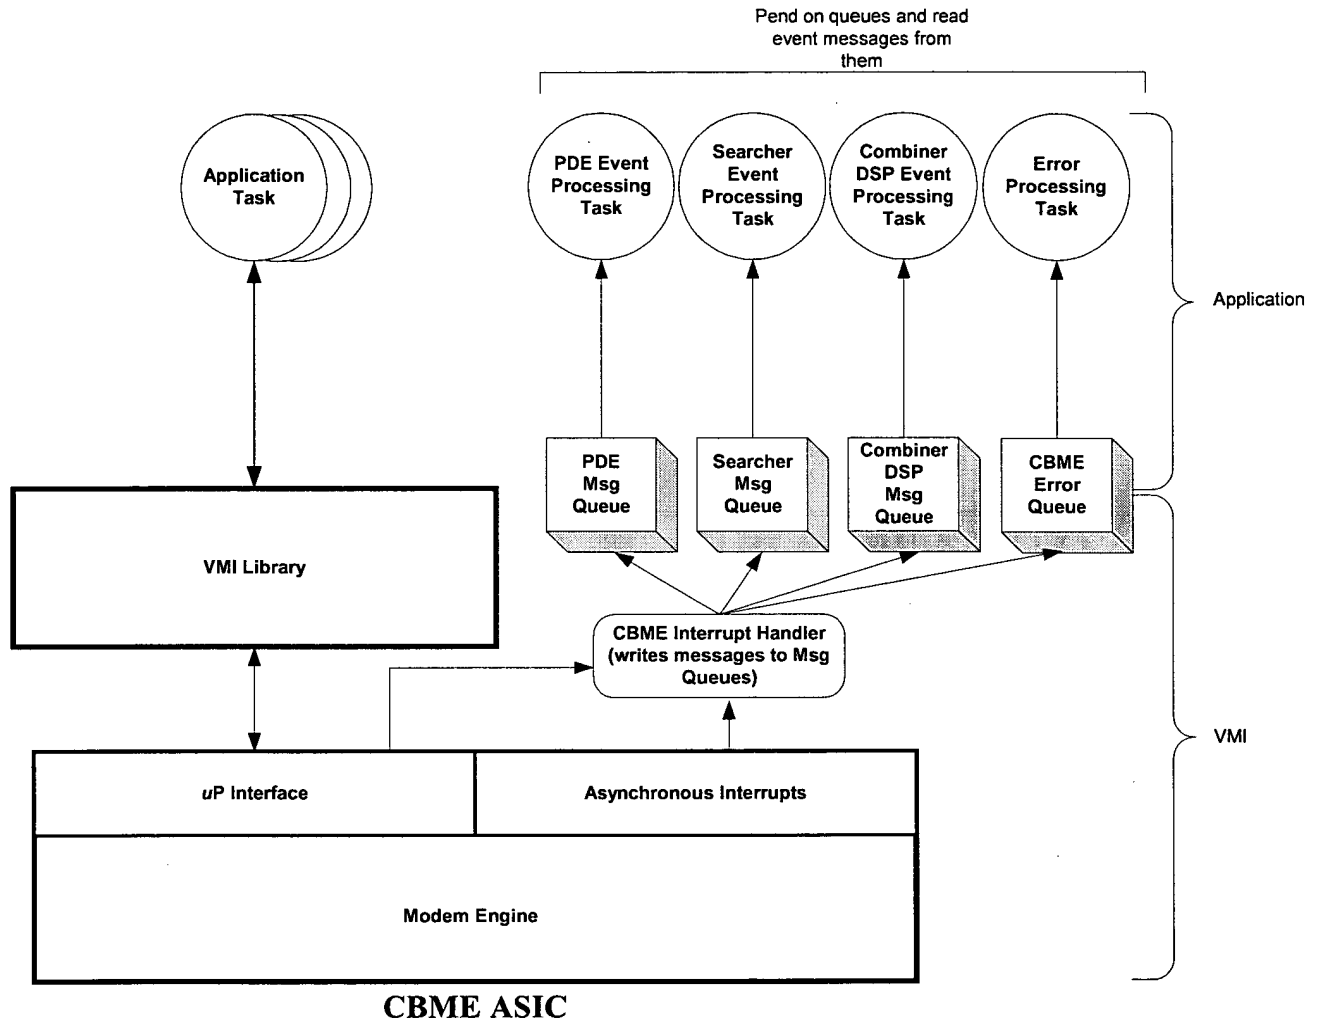 Pend on queues and read
event messages from
them
Application
Task
PDE Event
Processing
Task
Searcher
Event
Processing
Task
Combiner
DSP Event
Processing
Task
Error
Processing
Task
Application
PDE
Msg
Queue
Searcher
Msg
Queue
Combiner
DSP
Msg
Queue
CBME
Error
Queue
VMI Library
CBME Interrupt Handler
(writes messages to Msg
Queues)
VMI
uP Interface
Asynchronous Interrupts
Modem Engine
CBME ASIC